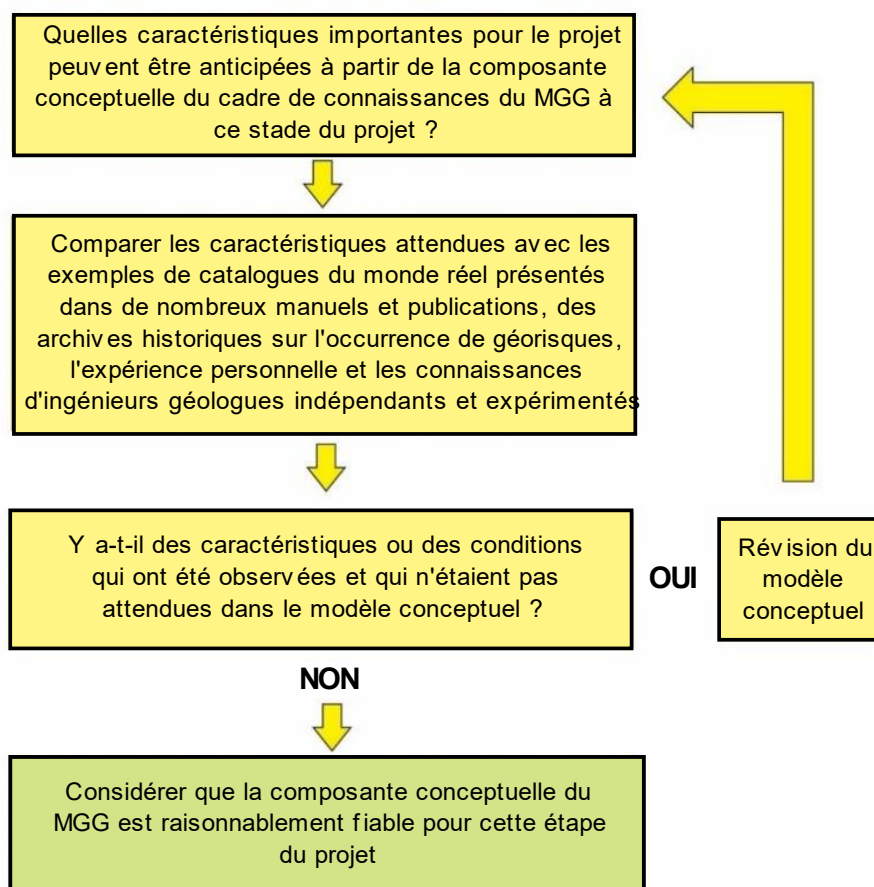 Quelles caractéristiques importantes pour le projet
peuvent être anticipées à partir de la composante
conceptuelle du cadre de connaissances du MGG à
ce stade du projet ?
Comparer les caractéristiques attendues avec les
exemples de catalogues du monde réel présentés
dans de nombreux manuels et publications, des
archives historiques sur l'occurrence de géorisques,
l'expérience personnelle et les connaissances
d'ingénieurs géologues indépendants et expérimentés
Y a-t-il des caractéristiques ou des conditions
qui ont été observées et qui n'étaient pas
attendues dans le modèle conceptuel ?
OUI
Révision du
modèle
conceptuel
NON
Considérer que la composante conceptuelle du
MGG est raisonnablement fiable pour cette étape
du projet